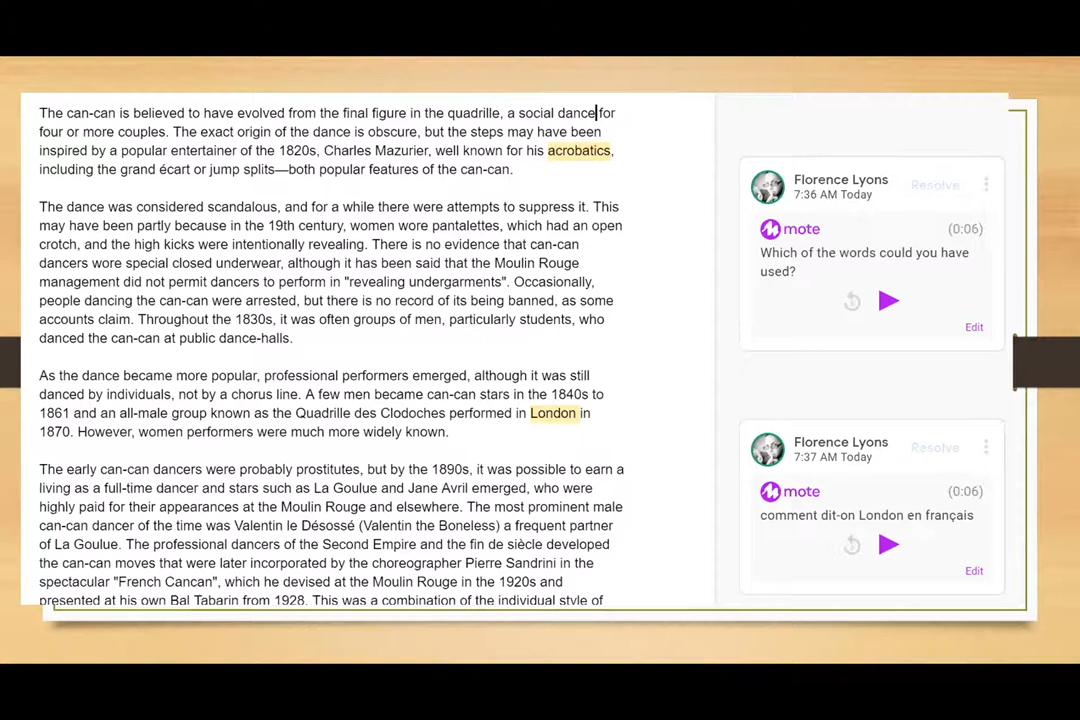 The can-can is believed to have evolved from the final figure in the quadrille, a social dance for
four or more couples. The exact origin of the dance is obscure, but the steps may have been
inspired by a popular entertainer of the 1820s, Charles Mazurier, well known for his acrobatics,
including the grand écart or jump splits—both popular features of the can-can.
The dance was considered scandalous, and for a while there were attempts to suppress it. This
may have been partly because in the 19th century, women wore pantalettes, which had an open
crotch, and the high kicks were intentionally revealing. There is no evidence that can-can
dancers wore special closed underwear, although it has been said that the Moulin Rouge
management did not permit dancers to perform in "revealing undergarments". Occasionally,
people dancing the can-can were arrested, but there is no record of its being banned, as some
accounts claim. Throughout the 1830s, it was often groups of men, particularly students, who
danced the can-can at public dance-halls.
As the dance became more popular, professional performers emerged, although it was still
danced by individuals, not by a chorus line. A few men became can-can stars in the 1840s to
1861 and an all-male group known as the Quadrille des Clodoches performed in London in
1870. However, women performers were much more widely known.
The early can-can dancers were probably prostitutes, but by the 1890s, it was possible to earn a
living as a full-time dancer and stars such as La Goulue and Jane Avril emerged, who were
highly paid for their appearances at the Moulin Rouge and elsewhere. The most prominent male
can-can dancer of the time was Valentin le Désossé (Valentin the Boneless) a frequent partner
of La Goulue. The professional dancers of the Second Empire and the fin de siècle developed
the can-can moves that were later incorporated by the choreographer Pierre Sandrini in the
spectacular "French Cancan", which he devised at the Moulin Rouge in the 1920s and
presented at his own Bal Tabarin from 1928. This was a combination of the individual style of
Florence Lyons
Resolve
7:36 AM Today
mote (0:06)
Which of the words could you have
used?
Edit
Florence Lyons
Resolve
7:37 AM Today
mote (0:06)
comment dit-on London en français
Edit